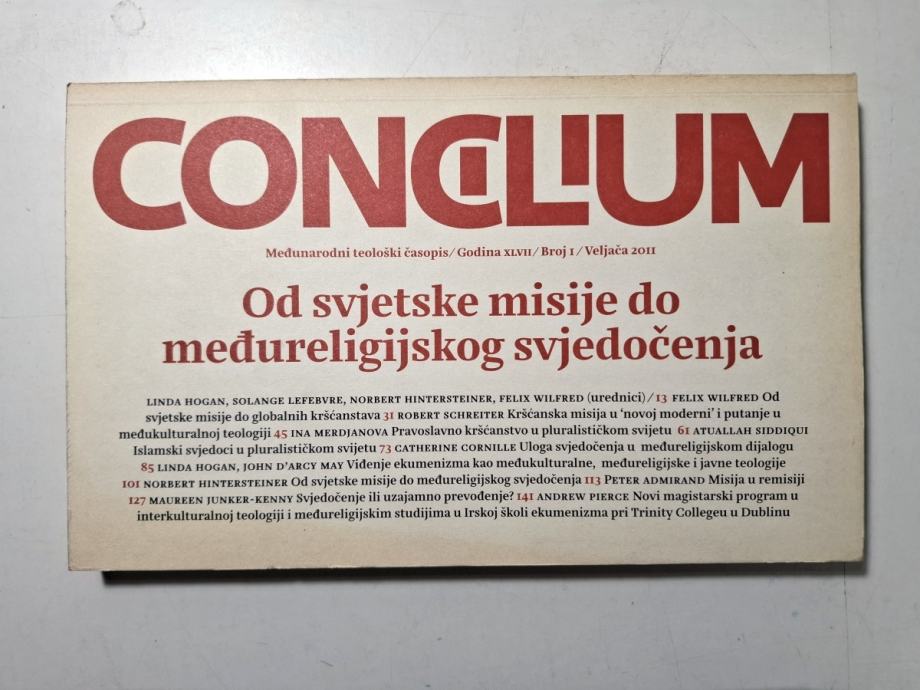 CONCILIUM
Međunarodni teološki časopis / Godina XLVII / Broj 1 / Veljača 2011
Od svjetske misije do
međureligijskog svjedočenja
LINDA HOGAN, SOLANGE LEFEBVRE, NORBERT HINTERSTEINER, FELIX WILFRED (urednici) / 13 FELIX WILFRED Od
svjetske misije do globalnih kršćanstava 31 ROBERT SCHREITER Kršćanska misija u ‘novoj moderni’ i putanje u
međukulturalnoj teologiji 45 INA MERDJANOVA Pravoslavno kršćanstvo u pluralističkom svijetu 61 ATUALLAH SIDDIQUI
Islamski svjedoci u pluralističkom svijetu 73 CATHERINE CORNILLE Uloga svjedočenja u međureligijskom dijalogu
85 LINDA HOGAN, JOHN D'ARCY MAY Viđenje ekumenizma kao međukulturalne, međureligijske i javne teologije
101 NORBERT HINTERSTEINER Od svjetske misije do međureligijskog svjedočenja 113 PETER ADMIRAND Misija u remisiji
127 MAUREEN JUNKER-KENNY Svjedočenje ili uzajamno prevođenje? 141 ANDREW PIERCE Novi magistarski program u
interkulturalnoj teologiji i međureligijskim studijima u Irskoj školi ekumenizma pri Trinity Collegeu u Dublinu